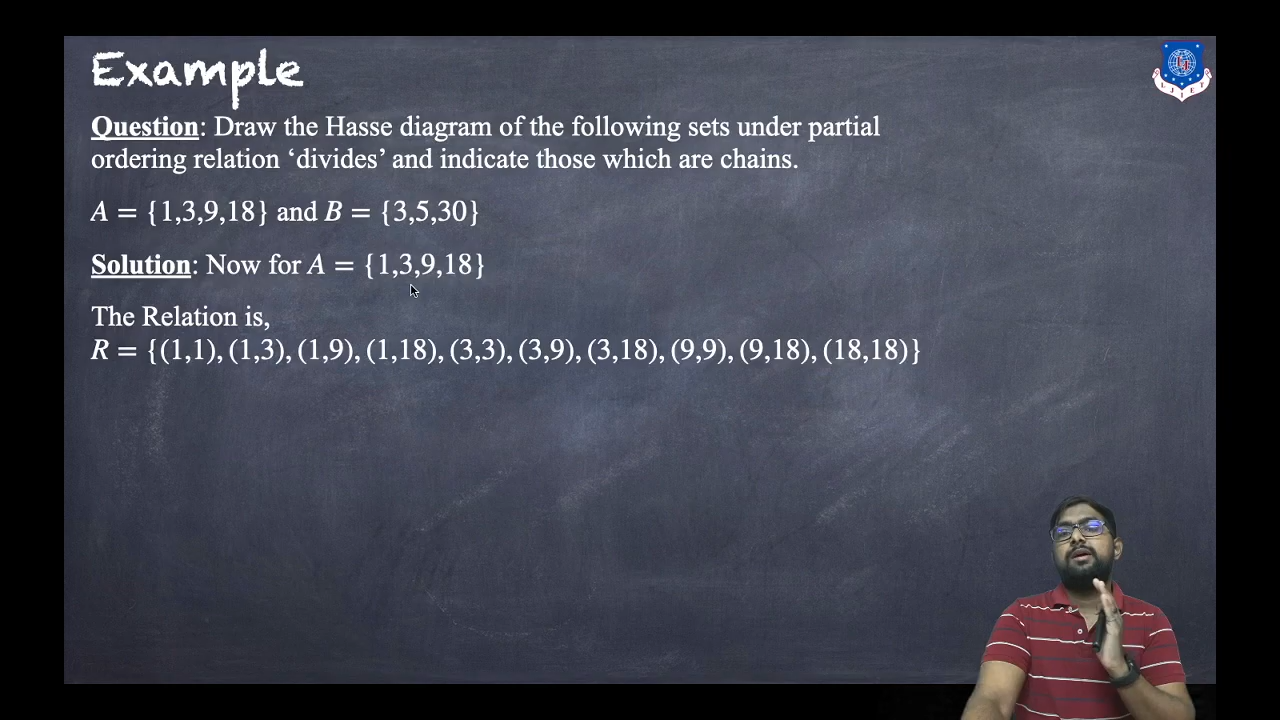 Example
Question: Draw the Hasse diagram of the following sets under partial
ordering relation ‘divides’ and indicate those which are chains.
A = {1,3,9,18} and B = {3,5,30}
Solution: Now for A = {1,3,9,18}
The Relation is,
R = {(1,1), (1,3), (1,9), (1,18), (3,3), (3,9), (3,18), (9,9), (9,18), (18,18)}
LJIET